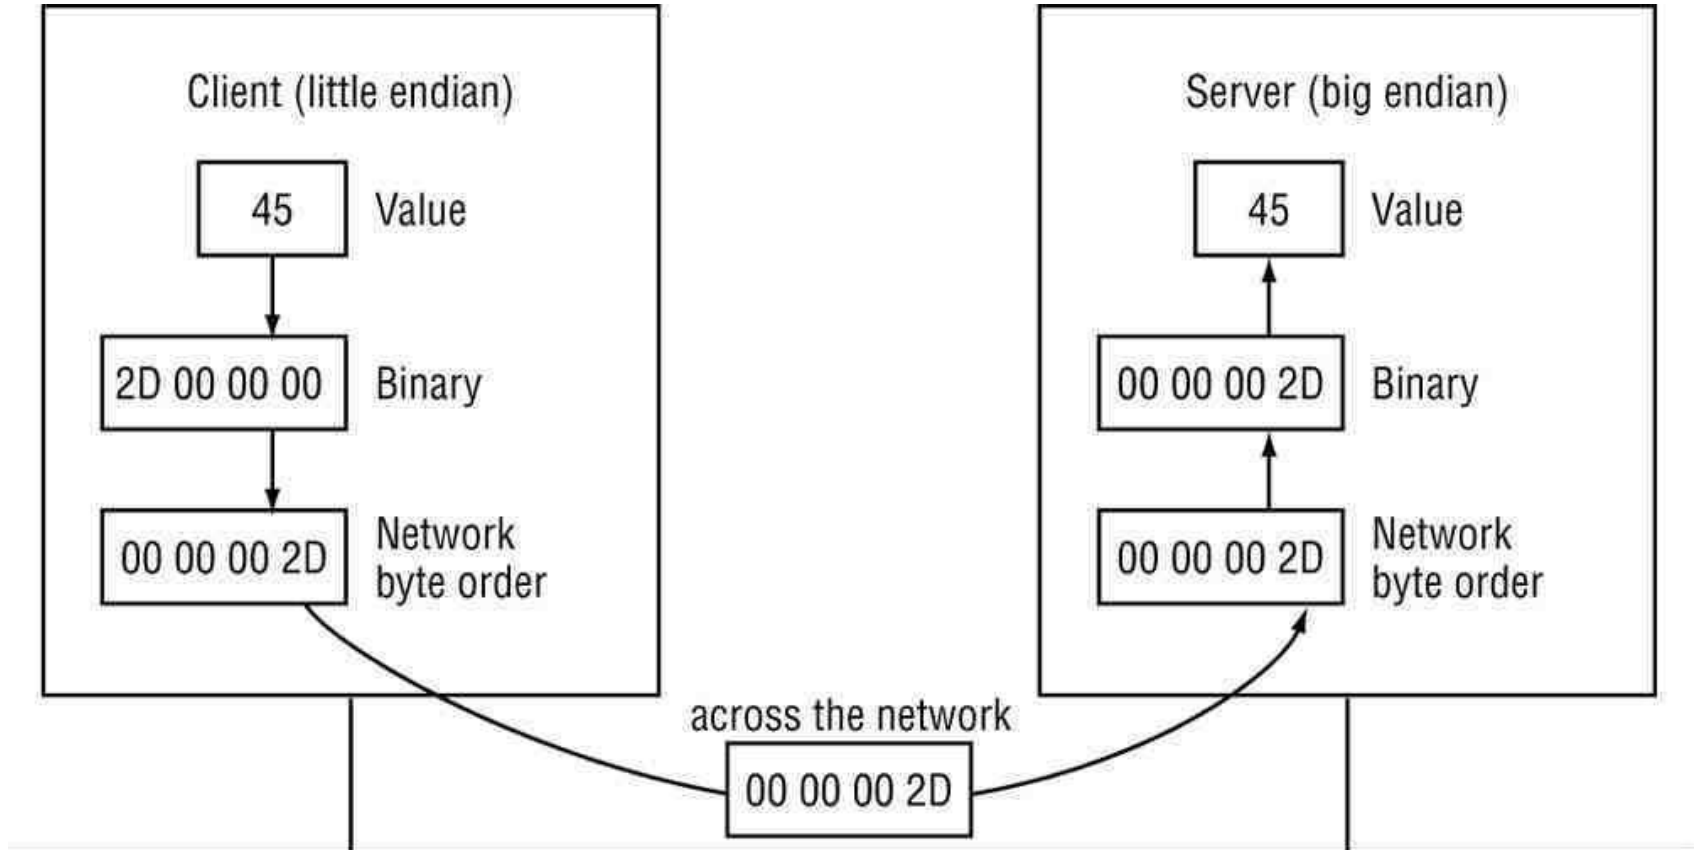 Client (little endian)
45
Value
2D 00 00 00
Binary
00 00 00 2D
Network
byte order
Server (big endian)
45
Value
00 00 00 2D
Binary
00 00 00 2D
Network
byte order
across the network
00 00 00 2D